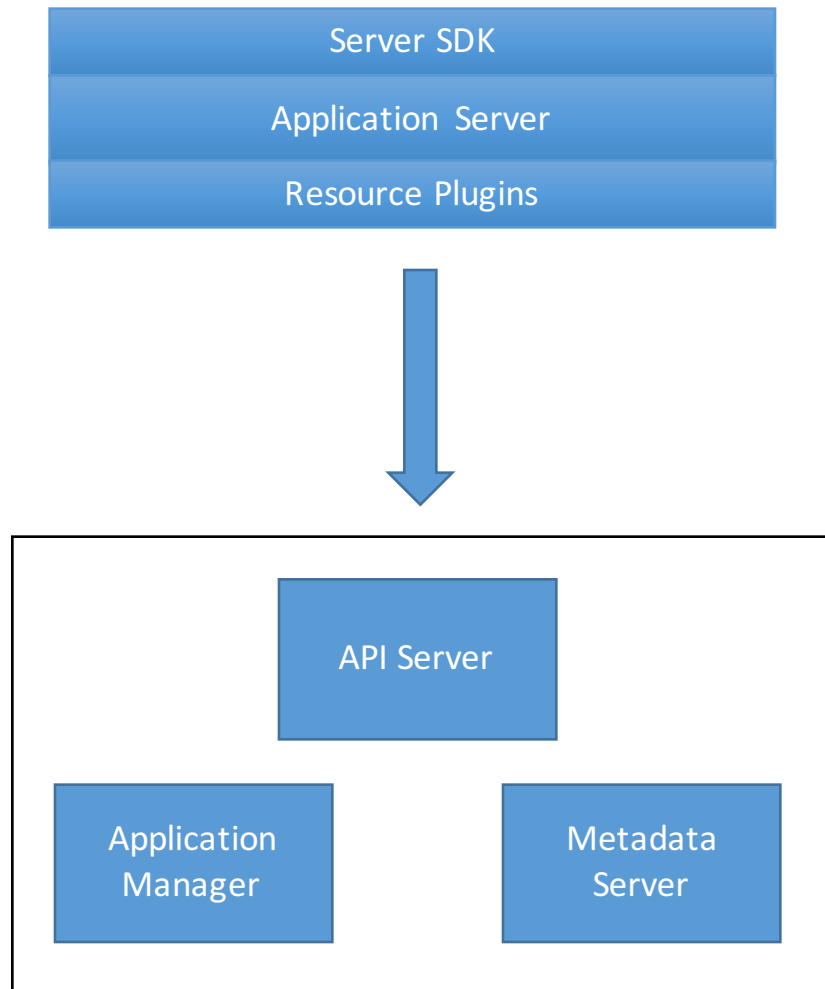 Server SDK
Application Server
Resource Plugins
API Server
Application
Manager
Metadata
Server